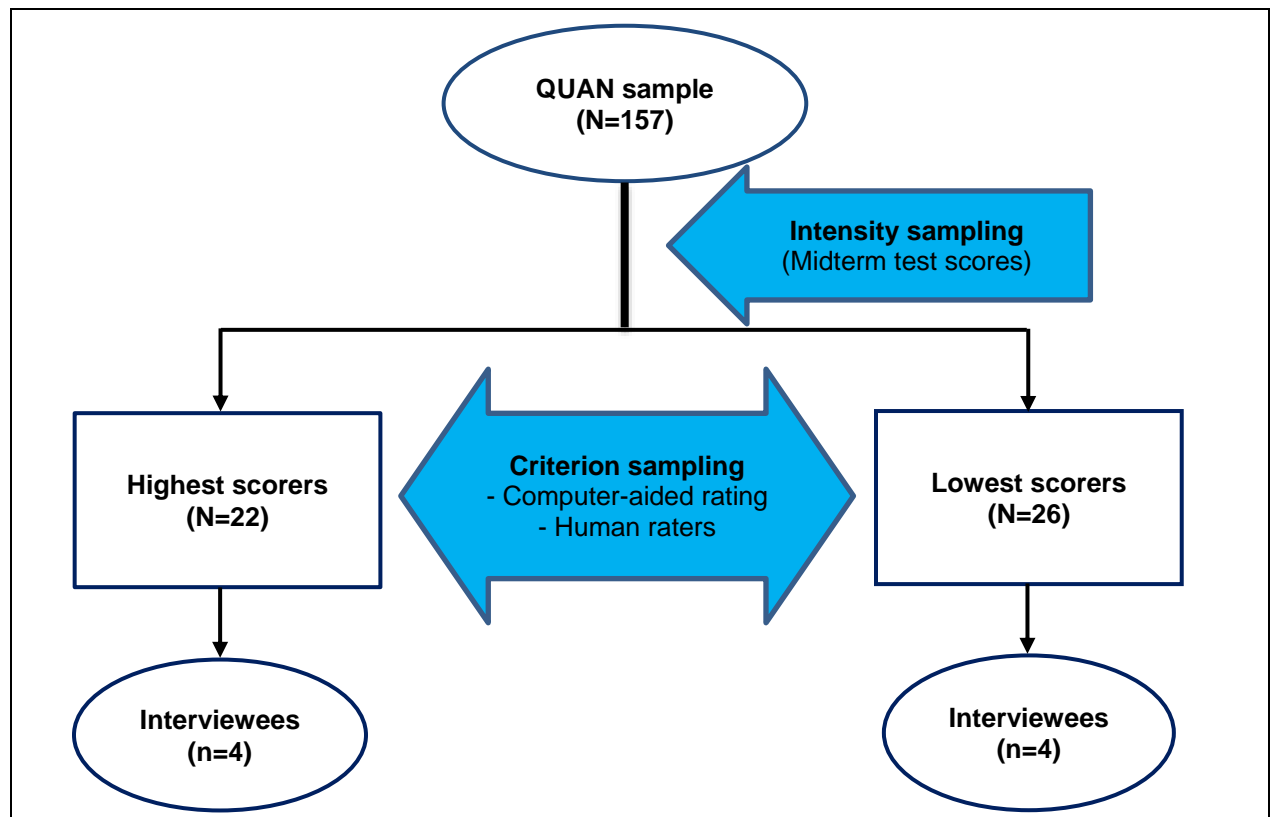 QUAN sample
(N=157)
Intensity sampling
(Midterm test scores)
Highest scorers
(N=22)
Criterion sampling
- Computer-aided rating
- Human raters
Lowest scorers
(N=26)
Interviewees
(n=4)
Interviewees
(n=4)